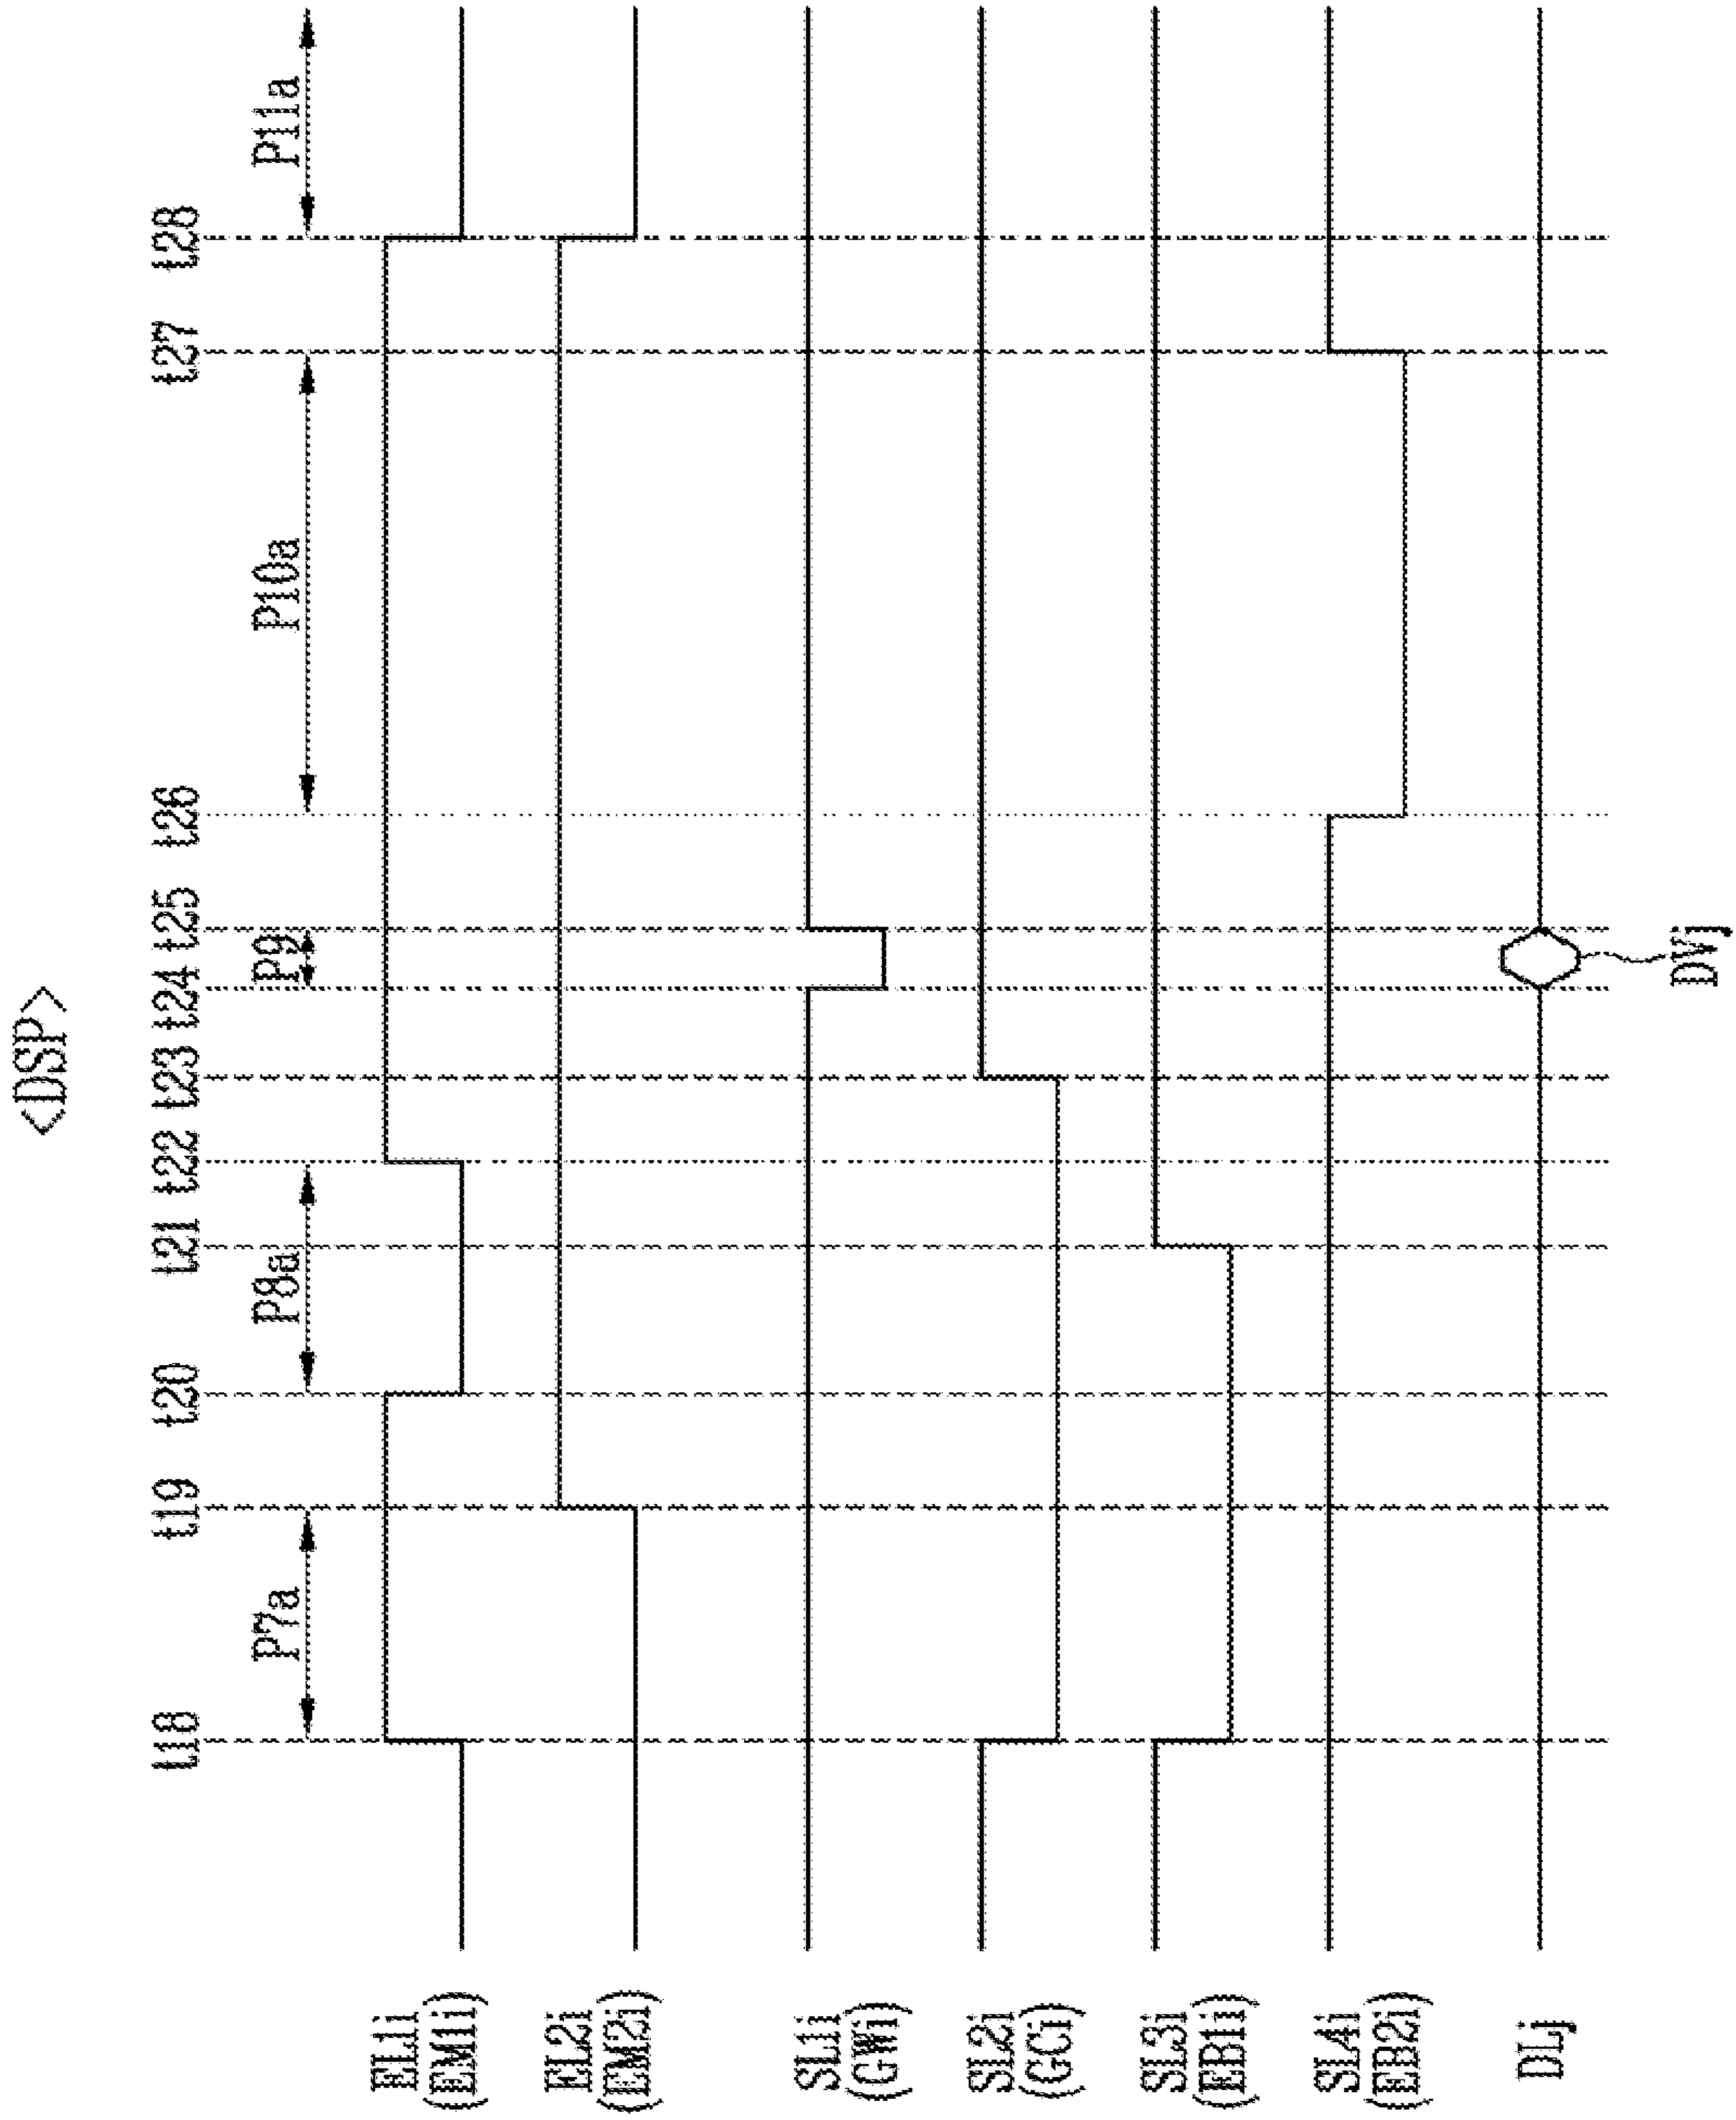 <DSP>
t18 t19 t20 t21 t22 t23 t24 t25 t26 t27 t28
P7a P8a P9 P10a P11a
EL1i
(EM1i)
EL2i
(EM2i)
SL1i
(GWi)
SL2i
(GCi)
SL3i
(EB1i)
SL4i
(EB2i)
DLj
DVj